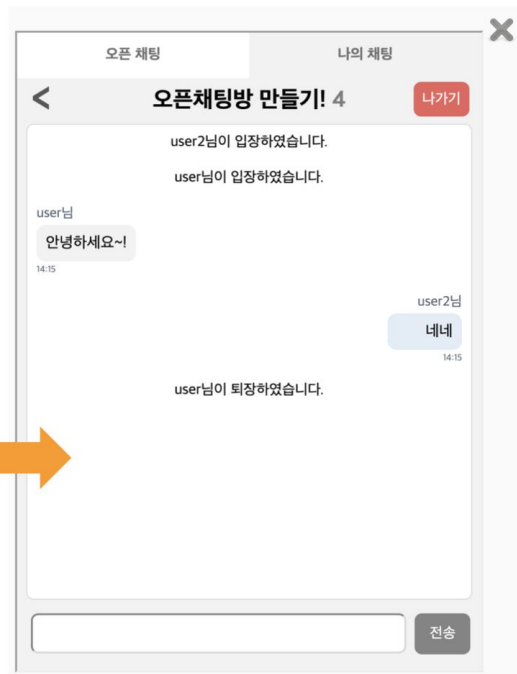 오픈 채팅
나의 채팅
< 오픈채팅방 만들기! 4 나가기
user2님이 입장하였습니다.
user님이 입장하였습니다.
user님
안녕하세요~!
14:15
user2님
네네
14:15
user님이 퇴장하였습니다.
전송